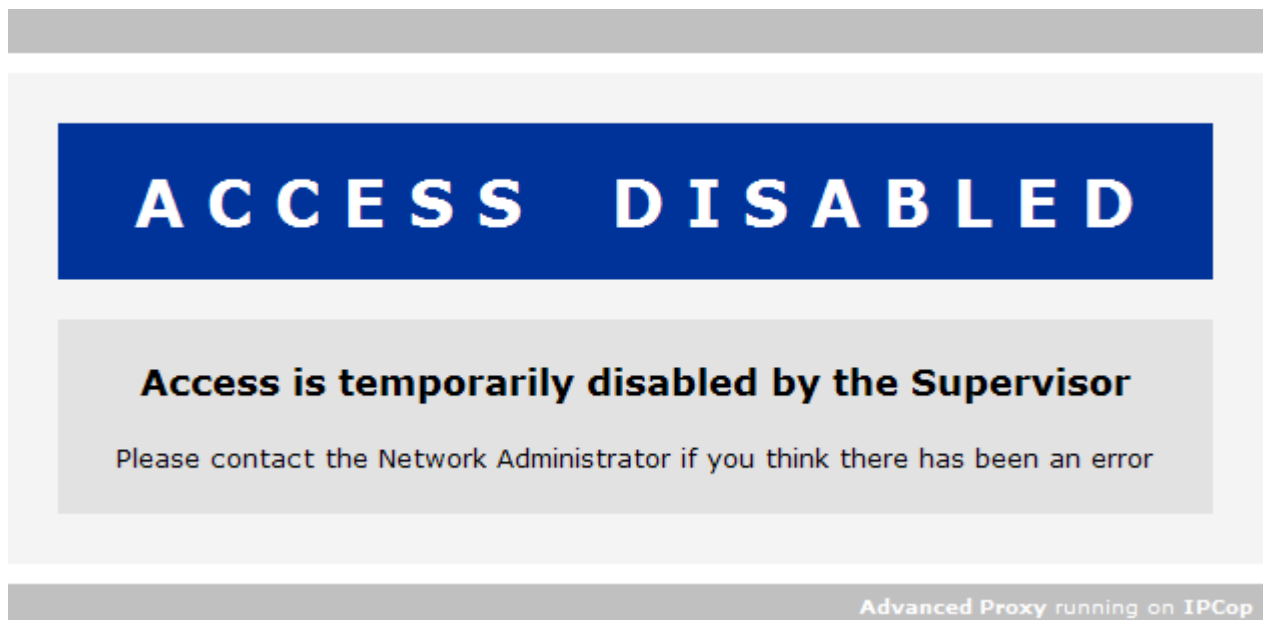 ACCESS DISABLED
Access is temporarily disabled by the Supervisor
Please contact the Network Administrator if you think there has been an error
Advanced Proxy running on IPCop